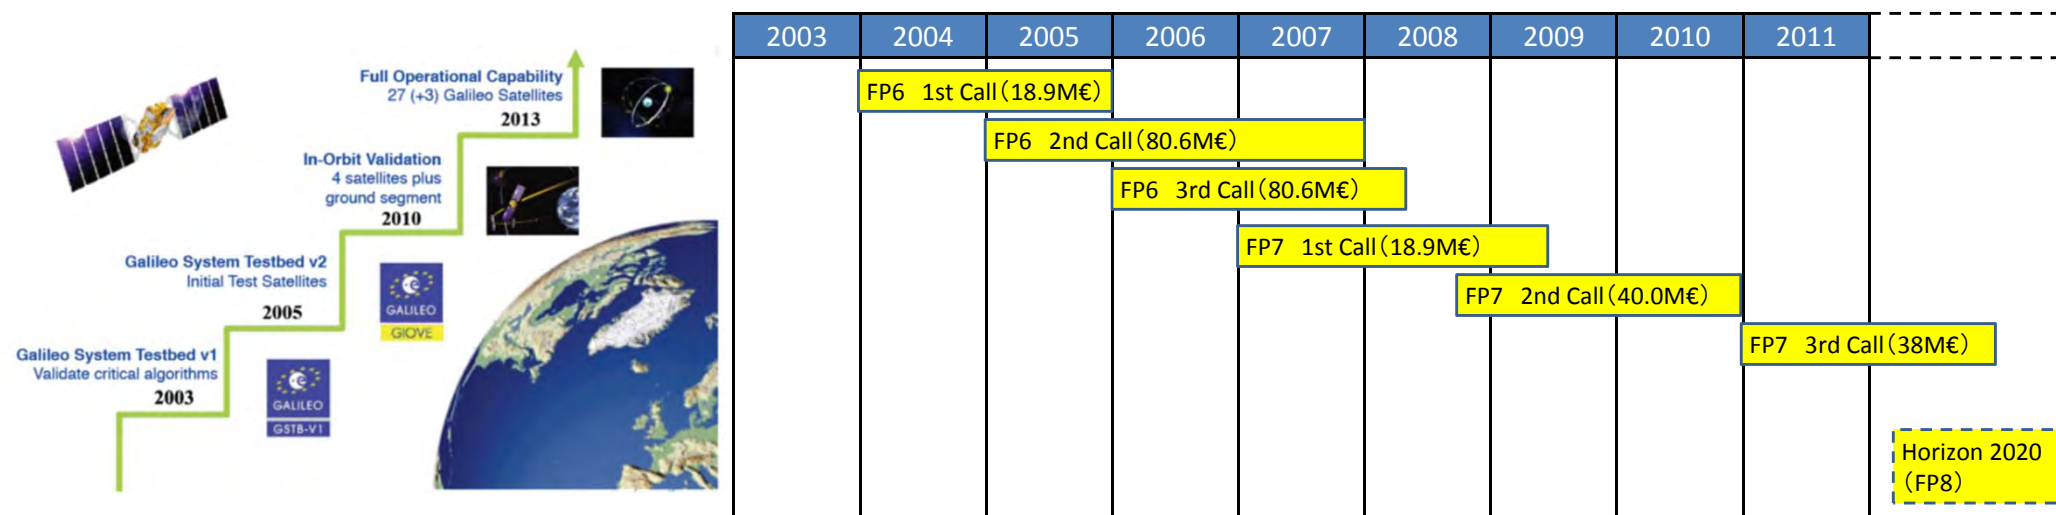 Full Operational Capability
27 (+3) Galileo Satellites
2013
In-Orbit Validation
4 satellites plus
ground segment
2010
Galileo System Testbed v2
Initial Test Satellites
2005
GALILEO
GIOVE
Galileo System Testbed v1
Validate critical algorithms
2003
GALILEO
GSTB-V1
2003 2004 2005 2006 2007 2008 2009 2010 2011
FP6 1st Call（18.9M€）
FP6 2nd Call（80.6M€）
FP6 3rd Call（80.6M€）
FP7 1st Call（18.9M€）
FP7 2nd Call（40.0M€）
FP7 3rd Call（38M€）
Horizon 2020
（FP8）